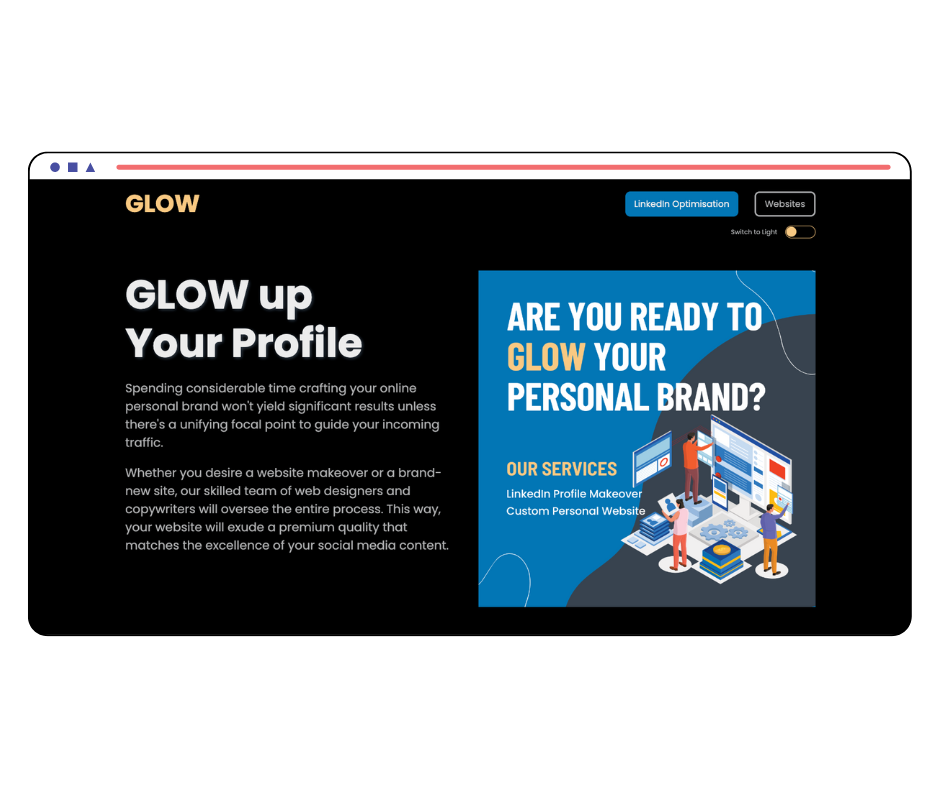 GLOW
LinkedIn Optimisation
Websites
Switch to Light
GLOW up
Your Profile
Spending considerable time crafting your online
personal brand won't yield significant results unless
there's a unifying focal point to guide your incoming
traffic.
Whether you desire a website makeover or a brand-
new site, our skilled team of web designers and
copywriters will oversee the entire process. This way,
your website will exude a premium quality that
matches the excellence of your social media content.
ARE YOU READY TO
GLOW YOUR
PERSONAL BRAND?
OUR SERVICES
LinkedIn Profile Makeover
Custom Personal Website